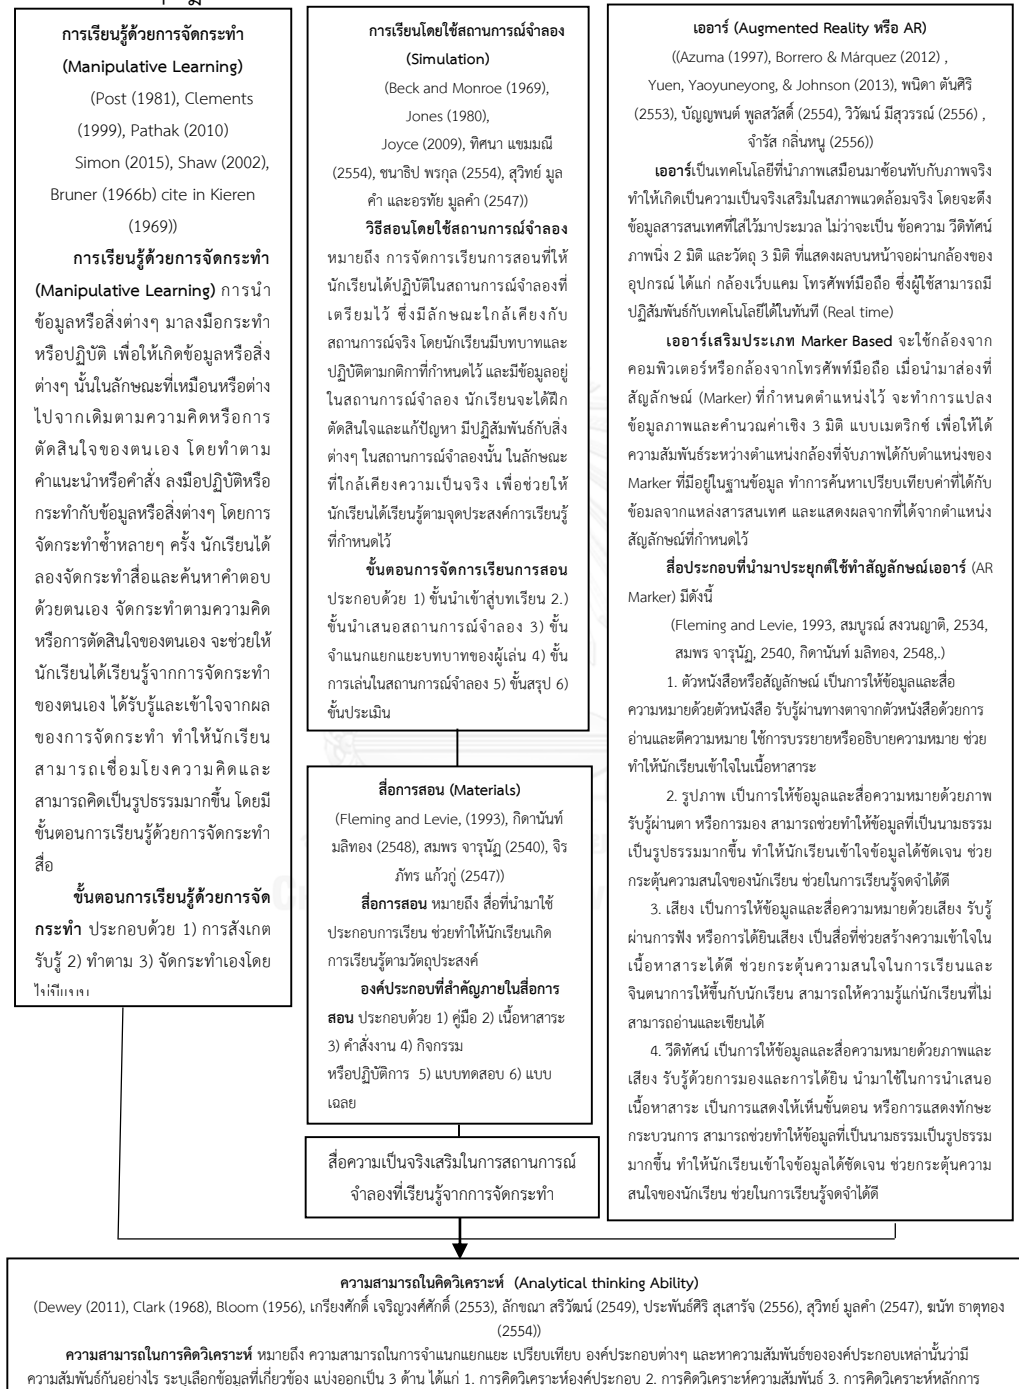 การเรียนรู้ด้วยการจัดกระทำ
(Manipulative Learning)
(Post (1981), Clements
(1999), Pathak (2010)
Simon (2015), Shaw (2002),
Bruner (1966b) cite in Kieren
(1969))
การเรียนรู้ด้วยการจัดกระทำ
(Manipulative Learning) การนำ
ข้อมูลหรือสิ่งต่างๆ มาลงมือกระทำ
หรือปฏิบัติ เพื่อให้เกิดข้อมูลหรือสิ่ง
ต่างๆ นั้นในลักษณะที่เหมือนหรือต่าง
ไปจากเดิมตามความคิดหรือการ
ตัดสินใจของตนเอง โดยทำตาม
คำแนะนำหรือคำสั่ง ลงมือปฏิบัติหรือ
กระทำกับข้อมูลหรือสิ่งต่างๆ โดยการ
จัดกระทำซ้ำหลายๆ ครั้ง นักเรียนได้
ลองจัดกระทำสื่อและค้นหาคำตอบ
ด้วยตนเอง จัดกระทำตามความคิด
หรือการตัดสินใจของตนเอง จะช่วยให้
นักเรียนได้เรียนรู้จากการจัดกระทำ
ของตนเอง ได้รับรู้และเข้าใจจากผล
ของการจัดกระทำ ทำให้นักเรียน
สามารถเชื่อมโยงความคิดและ
สามารถคิดเป็นรูปธรรมมากขึ้น โดยมี
ขั้นตอนการเรียนรู้ด้วยการจัดกระทำ
สื่อ
ขั้นตอนการเรียนรู้ด้วยการจัด
กระทำ ประกอบด้วย 1) การสังเกต
รับรู้ 2) ทำตาม 3) จัดกระทำเองโดย
ไม่มีแบบ
การเรียนโดยใช้สถานการณ์จำลอง
(Simulation)
(Beck and Monroe (1969),
Jones (1980),
Joyce (2009), ทิศนา แขมมณี
(2554), ชนาธิป พรกุล (2554), สุวิทย์ มูล
คำ และอรทัย มูลคำ (2547))
วิธีสอนโดยใช้สถานการณ์จำลอง
หมายถึง การจัดการเรียนการสอนที่ให้
นักเรียนได้ปฏิบัติในสถานการณ์จำลองที่
เตรียมไว้ ซึ่งมีลักษณะใกล้เคียงกับ
สถานการณ์จริง โดยนักเรียนมีบทบาทและ
ปฏิบัติตามกติกาที่กำหนดไว้ และมีข้อมูลอยู่
ในสถานการณ์จำลอง นักเรียนจะได้ฝึก
ตัดสินใจและแก้ปัญหา มีปฏิสัมพันธ์กับสิ่ง
ต่างๆ ในสถานการณ์จำลองนั้น ในลักษณะ
ที่ใกล้เคียงความเป็นจริง เพื่อช่วยให้
นักเรียนได้เรียนรู้ตามจุดประสงค์การเรียนรู้
ที่กำหนดไว้
ขั้นตอนการจัดการเรียนการสอน
ประกอบด้วย 1) ขั้นนำเข้าสู่บทเรียน 2.)
ขั้นนำเสนอสถานการณ์จำลอง 3) ขั้น
จำแนกแยกแยะบทบาทของผู้เล่น 4) ขั้น
การเล่นในสถานการณ์จำลอง 5) ขั้นสรุป 6)
ขั้นประเมิน
สื่อการสอน (Materials)
(Fleming and Levie, (1993), กิดานันท์
มลิทอง (2548), สมพร จารุนัฏ (2540), จิร
ภัทร แก้วกู่ (2547))
สื่อการสอน หมายถึง สื่อที่นำมาใช้
ประกอบการเรียน ช่วยทำให้นักเรียนเกิด
การเรียนรู้ตามวัตถุประสงค์
องค์ประกอบที่สำคัญภายในสื่อการ
สอน ประกอบด้วย 1) คู่มือ 2) เนื้อหาสาระ
3) คำสั่งงาน 4) กิจกรรม
หรือปฏิบัติการ 5) แบบทดสอบ 6) แบบ
เฉลย
สื่อความเป็นจริงเสริมในการสถานการณ์
จำลองที่เรียนรู้จากการจัดกระทำ
เออาร์ (Augmented Reality หรือ AR)
((Azuma (1997), Borrero & Márquez (2012) ,
Yuen, Yaoyuneyong, & Johnson (2013), พนิดา ตันศิริ
(2553), บัญญพนต์ พูลสวัสดิ์ (2554), วิวัฒน์ มีสุวรรณ์ (2556) ,
จำรัส กลิ่นหนู (2556))
เออาร์เป็นเทคโนโลยีที่นำภาพเสมือนมาซ้อนทับกับภาพจริง
ทำให้เกิดเป็นความเป็นจริงเสริมในสภาพแวดล้อมจริง โดยจะดึง
ข้อมูลสารสนเทศที่ใส่ไว้มาประมวล ไม่ว่าจะเป็น ข้อความ วีดิทัศน์
ภาพนิ่ง 2 มิติ และวัตถุ 3 มิติ ที่แสดงผลบนหน้าจอผ่านกล้องของ
อุปกรณ์ ได้แก่ กล้องเว็บแคม โทรศัพท์มือถือ ซึ่งผู้ใช้สามารถมี
ปฏิสัมพันธ์กับเทคโนโลยีได้ในทันที (Real time)
เออาร์เสริมประเภท Marker Based จะใช้กล้องจาก
คอมพิวเตอร์หรือกล้องจากโทรศัพท์มือถือ เมื่อนำมาส่องที่
สัญลักษณ์ (Marker) ที่กำหนดตำแหน่งไว้ จะทำการแปลง
ข้อมูลภาพและคำนวณค่าเชิง 3 มิติ แบบเมตริกซ์ เพื่อให้ได้
ความสัมพันธ์ระหว่างตำแหน่งกล้องที่จับภาพได้กับตำแหน่งของ
Marker ที่มีอยู่ในฐานข้อมูล ทำการค้นหาเปรียบเทียบค่าที่ได้กับ
ข้อมลจากแหล่งสารสนเทศ และแสดงผลจากที่ได้จากตำแหน่ง
สัญลักษณ์ที่กำหนดไว้
สื่อประกอบที่นำมาประยุกต์ใช้ทำสัญลักษณ์เออาร์ (AR
Marker) มีดังนี้
(Fleming and Levie, 1993, สมบูรณ์ สงวนญาติ, 2534,
สมพร จารุนัฏ, 2540, กิดานันท์ มลิทอง, 2548,.)
1. ตัวหนังสือหรือสัญลักษณ์ เป็นการให้ข้อมูลและสื่อ
ความหมายด้วยตัวหนังสือ รับรู้ผ่านทางตาจากตัวหนังสือด้วยการ
อ่านและตีความหมาย ใช้การบรรยายหรืออธิบายความหมาย ช่วย
ทำให้นักเรียนเข้าใจในเนื้อหาสาระ
2. รูปภาพ เป็นการให้ข้อมูลและสื่อความหมายด้วยภาพ
รับรู้ผ่านตา หรือการมอง สามารถช่วยทำให้ข้อมูลที่เป็นนามธรรม
เป็นรูปธรรมมากขึ้น ทำให้นักเรียนเข้าใจข้อมูลได้ชัดเจน ช่วย
กระตุ้นความสนใจของนักเรียน ช่วยในการเรียนรู้จดจำได้ดี
3. เสียง เป็นการให้ข้อมูลและสื่อความหมายด้วยเสียง รับรู้
ผ่านการฟัง หรือการได้ยินเสียง เป็นสื่อที่ช่วยสร้างความเข้าใจใน
เนื้อหาสาระได้ดี ช่วยกระตุ้นความสนใจในการเรียนและ
จินตนาการให้ขึ้นกับนักเรียน สามารถให้ความรู้แก่นักเรียนที่ไม่
สามารถอ่านและเขียนได้
4. วีดิทัศน์ เป็นการให้ข้อมูลและสื่อความหมายด้วยภาพและ
เสียง รับรู้ด้วยการมองและการได้ยิน นำมาใช้ในการนำเสนอ
เนื้อหาสาระ เป็นการแสดงให้เห็นขั้นตอน หรือการแสดงทักษะ
กระบวนการ สามารถช่วยทำให้ข้อมูลที่เป็นนามธรรมเป็นรูปธรรม
มากขึ้น ทำให้นักเรียนเข้าใจข้อมูลได้ชัดเจน ช่วยกระตุ้นความ
สนใจของนักเรียน ช่วยในการเรียนรู้จดจำได้ดี
ความสามารถในคิดวิเคราะห์ (Analytical thinking Ability)
(Dewey (2011), Clark (1968), Bloom (1956), เกรียงศักดิ์ เจริญวงศ์ศักดิ์ (2553), ลักขณา สริวัฒน์ (2549), ประพันธ์ศิริ สุเสารัจ (2556), สุวิทย์ มูลคำ (2547), ฆนัท ธาตุทอง
(2554))
ความสามารถในการคิดวิเคราะห์ หมายถึง ความสามารถในการจำแนกแยกแยะ เปรียบเทียบ องค์ประกอบต่างๆ และหาความสัมพันธ์ขององค์ประกอบเหล่านั้นว่ามี
ความสัมพันธ์กันอย่างไร ระบุเลือกข้อมูลที่เกี่ยวข้อง แบ่งออกเป็น 3 ด้าน ได้แก่ 1. การคิดวิเคราะห์องค์ประกอบ 2. การคิดวิเคราะห์ความสัมพันธ์ 3. การคิดวิเคราะห์หลักการ